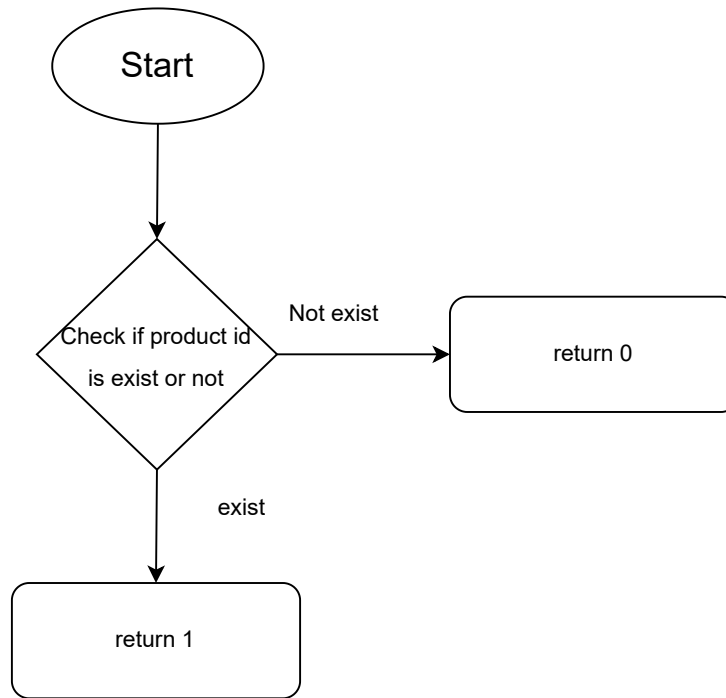 Start
Check if product id
is exist or not
Not exist
return 0
exist
return 1